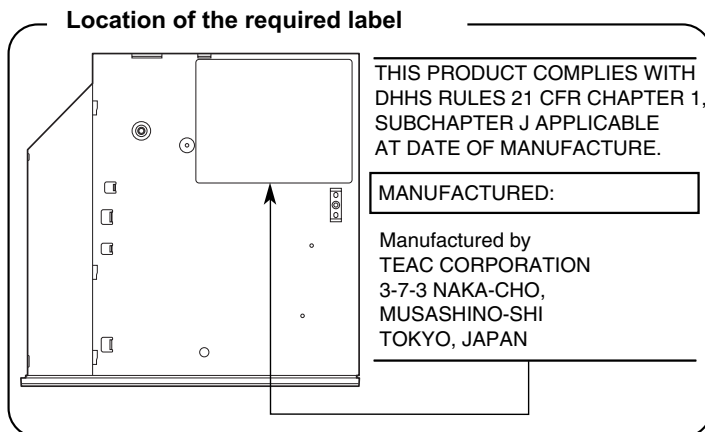 Location of the required label
THIS PRODUCT COMPLIES WITH
DHHS RULES 21 CFR CHAPTER 1,
SUBCHAPTER J APPLICABLE
AT DATE OF MANUFACTURE.
MANUFACTURED:
Manufactured by
TEAC CORPORATION
3-7-3 NAKA-CHO,
MUSASHINO-SHI
TOKYO, JAPAN